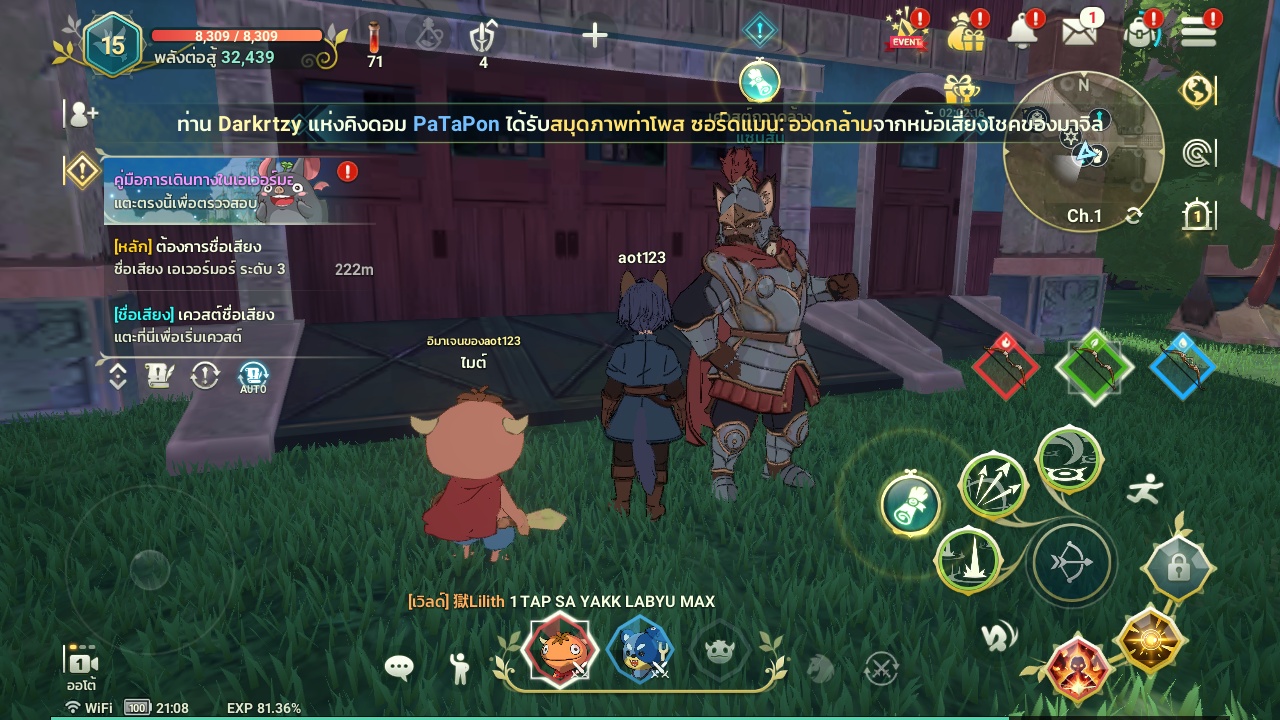 15
8,309 / 8,309
พลังต่อสู้ 32,439
71
4
EVENT
1
N
ท่าน Darkrtzy แห่งคิงดอม PaTaPon ได้รับสมุดภาพท่าโพส ซอร์ตแมน: อวดกล้ามจากหม้อเสี่ยงโชคของมาจิส
แซนสัน
คู่มือการเดินทางในเอเวอร์มอ
แตะตรงนี้เพื่อตรวจสอบ
[หลัก] ต้องการชื่อเสียง
ชื่อเสียง เอเวอร์มอร์ ระดับ 3
222m
[ชื่อเสียง] เควสต์ชื่อเสียง
แตะที่นี่เพื่อเริ่มเควสต์
AUTO
Ch.1
1
aot123
อิมาเจนของaot123
ไมต์
[เวิลด์] 獄Lilith 1 TAP SA YAKK LABYU MAX
1
ออโต้
WiFi 100 21:08 EXP 81.36%